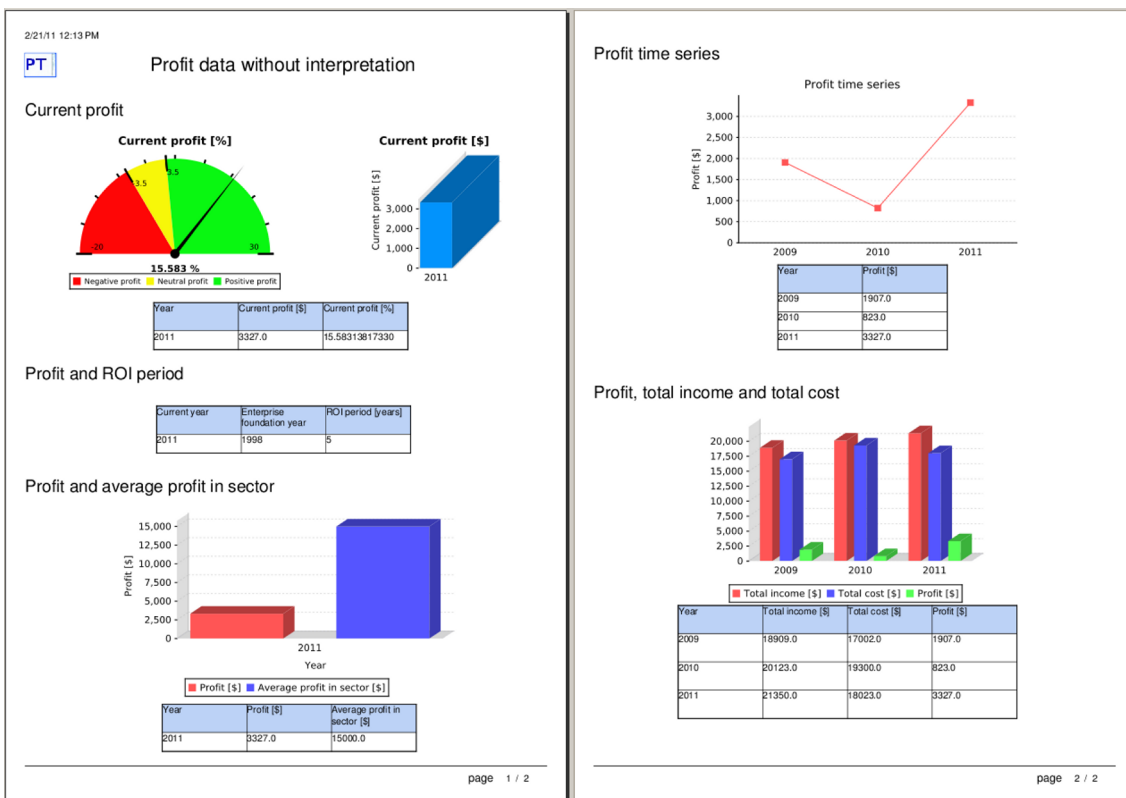 2/21/11 12:13 PM
PT
Profit data without interpretation
Current profit
Current profit [%]
-20
3.5
3.5
30
15.583 %
Negative profit Neutral profit Positive profit
Current profit [$]
Current profit [$]
3,000
2,000
1,000
0
2011
Year Current profit [$] Current profit [%]
2011 3327.0 15.58313817330
Profit and ROI period
Current year Enterprise foundation year ROI period [years]
2011 1998 5
Profit and average profit in sector
Profit [$]
15,000
12,500
10,000
7,500
5,000
2,500
0
2011
Year
Profit [$] Average profit in sector [$]
Year Profit [$] Average profit in sector [$]
2011 3327.0 15000.0
page 1 / 2
Profit time series
Profit time series
Profit [$]
3,000
2,500
2,000
1,500
1,000
500
0
2009 2010 2011
Year Profit [$]
2009 1907.0
2010 823.0
2011 3327.0
Profit, total income and total cost
20,000
17,500
15,000
12,500
10,000
7,500
5,000
2,500
0
2009 2010 2011
Total income [$] Total cost [$] Profit [$]
Year Total income [$] Total cost [$] Profit [$]
2009 18909.0 17002.0 1907.0
2010 20123.0 19300.0 823.0
2011 21350.0 18023.0 3327.0
page 2 / 2